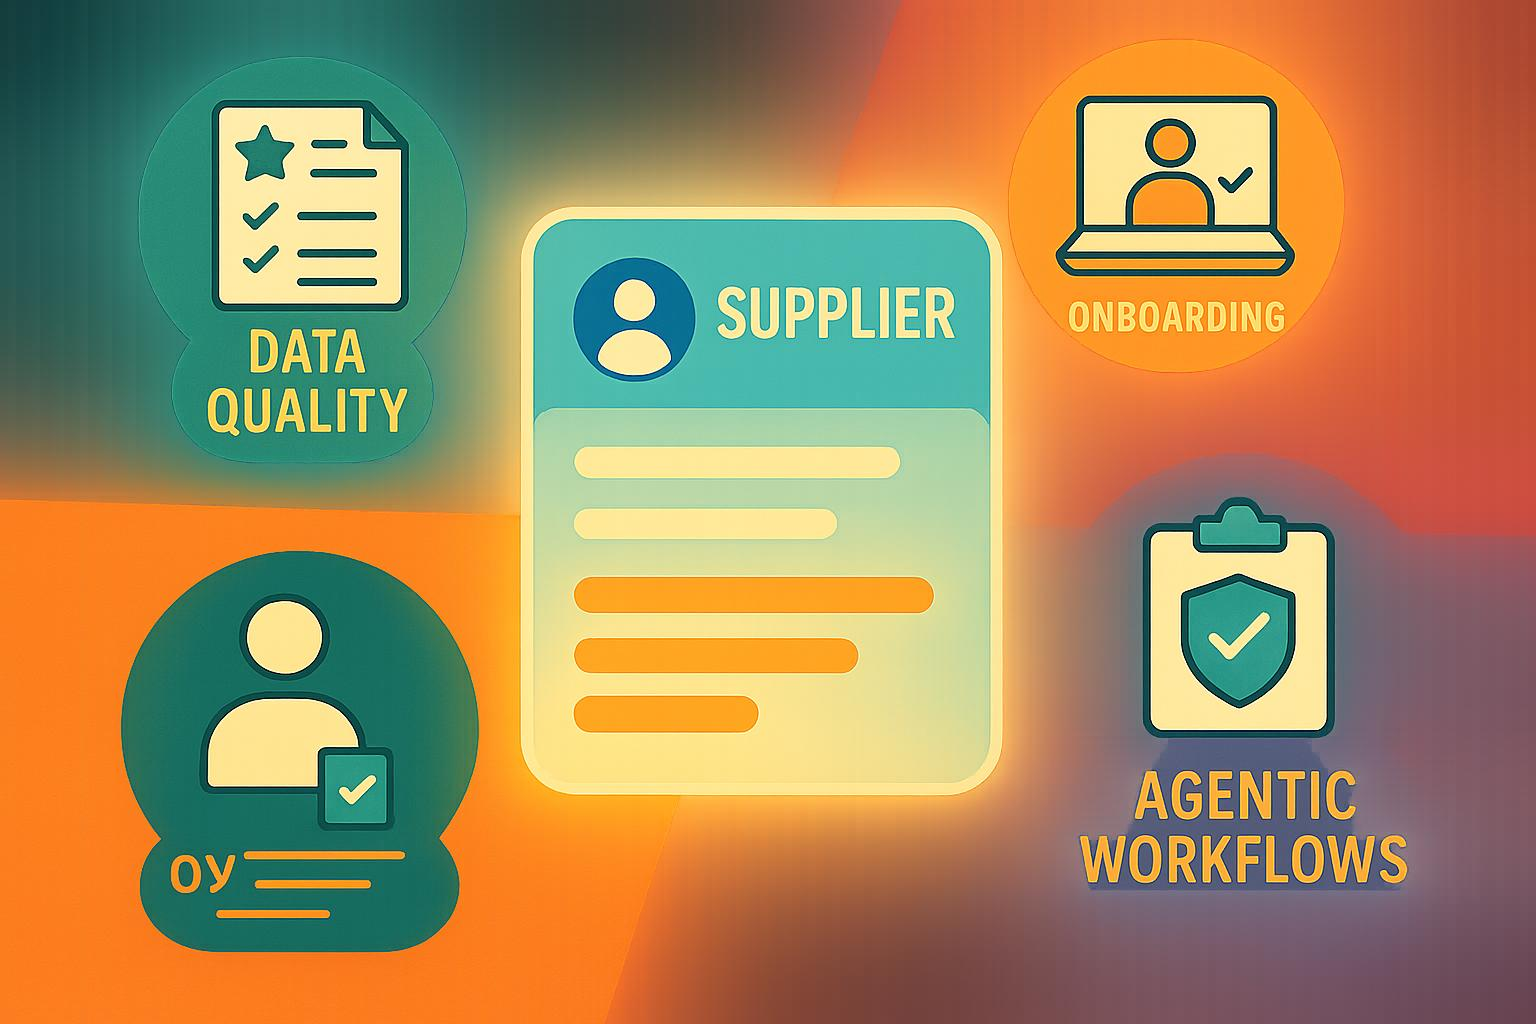 DATA
QUALITY
SUPPLIER
ONBOARDING
OY
AGENTIC
WORKFLOWS